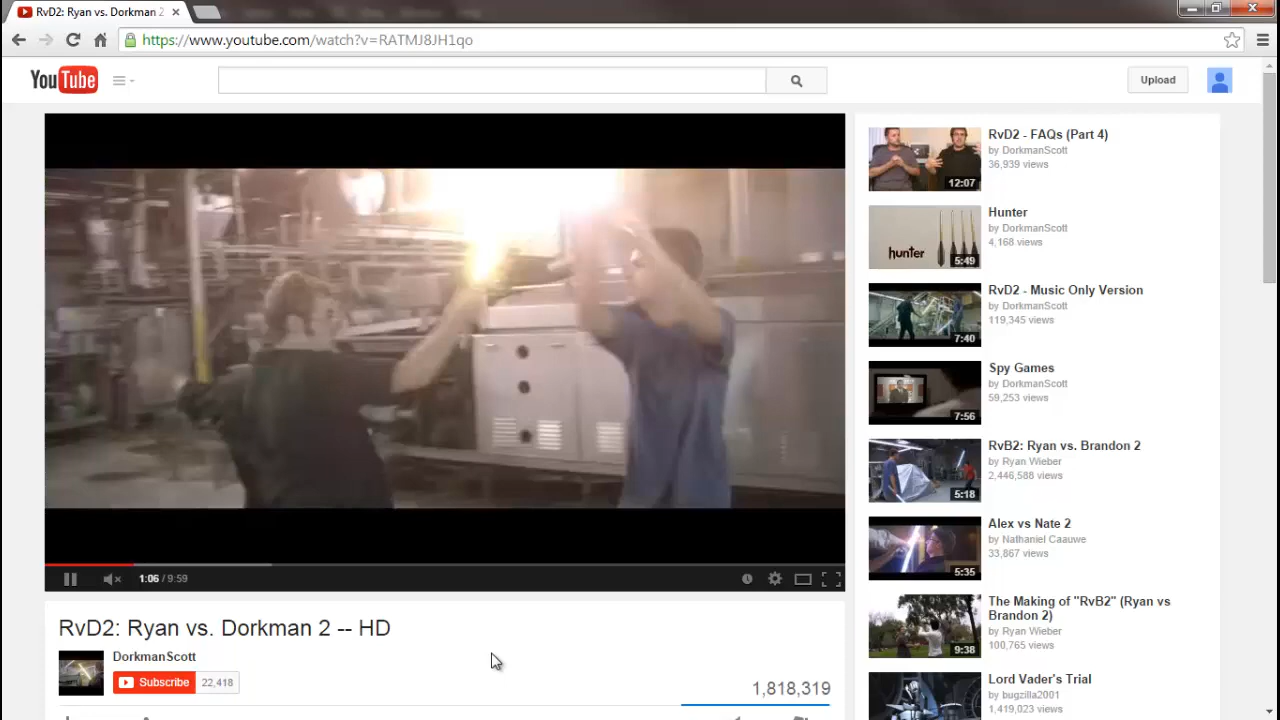 RvD2: Ryan vs. Dorkman 2
https://www.youtube.com/watch?v=RATMJ8JH1qo
YouTube
Upload
1:06 / 9:59
RvD2: Ryan vs. Dorkman 2 -- HD
DorkmanScott
Subscribe 22,418
1,818,319
RvD2 - FAQs (Part 4)
by DorkmanScott
36,939 views
12:07
Hunter
by DorkmanScott
4,168 views
hunter
5:49
RvD2 - Music Only Version
by DorkmanScott
119,345 views
7:40
Spy Games
by DorkmanScott
59,253 views
7:56
RvB2: Ryan vs. Brandon 2
by Ryan Wieber
2,446,588 views
5:18
Alex vs Nate 2
by Nathaniel Caauwe
33,867 views
5:35
The Making of "RvB2" (Ryan vs
Brandon 2)
by Ryan Wieber
100,765 views
9:38
Lord Vader's Trial
by bugzilla2001
1,419,023 views